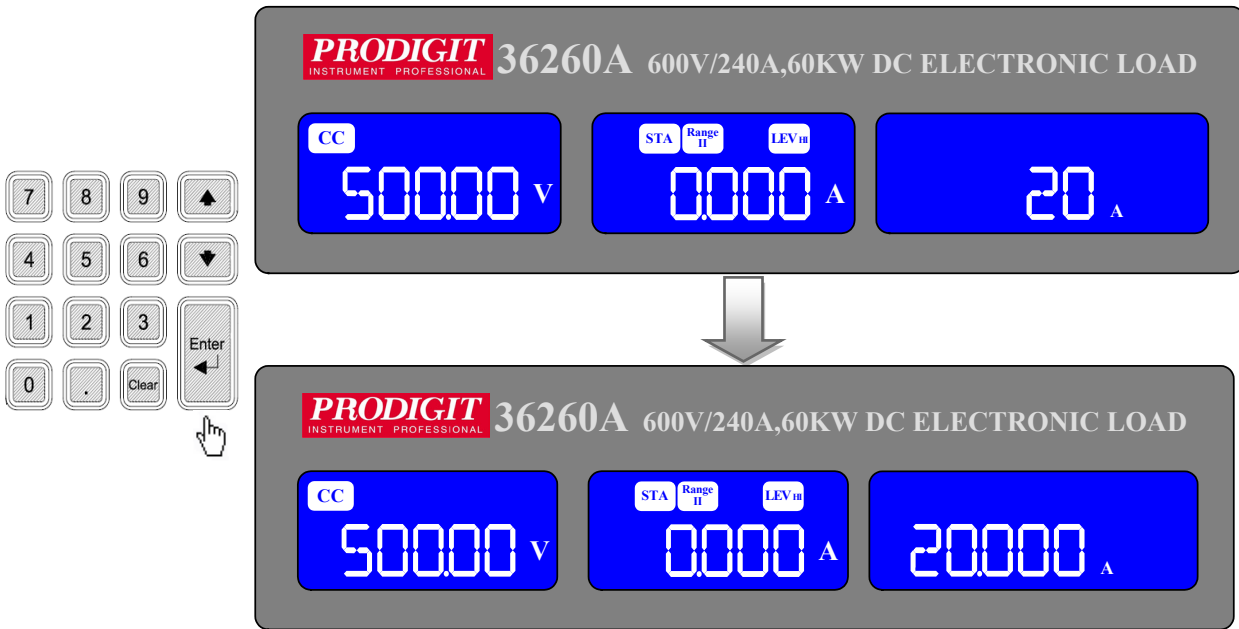 PRODIGIT
INSTRUMENT PROFESSIONAL
36260A 600V/240A,60KW DC ELECTRONIC LOAD
CC
500.00 V
STA Range II LEV HI
0.000 A
20 A
7 8 9
4 5 6
1 2 3
Enter
0 . Clear
PRODIGIT
INSTRUMENT PROFESSIONAL
36260A 600V/240A,60KW DC ELECTRONIC LOAD
CC
500.00 V
STA Range II LEV HI
0.000 A
20.000 A